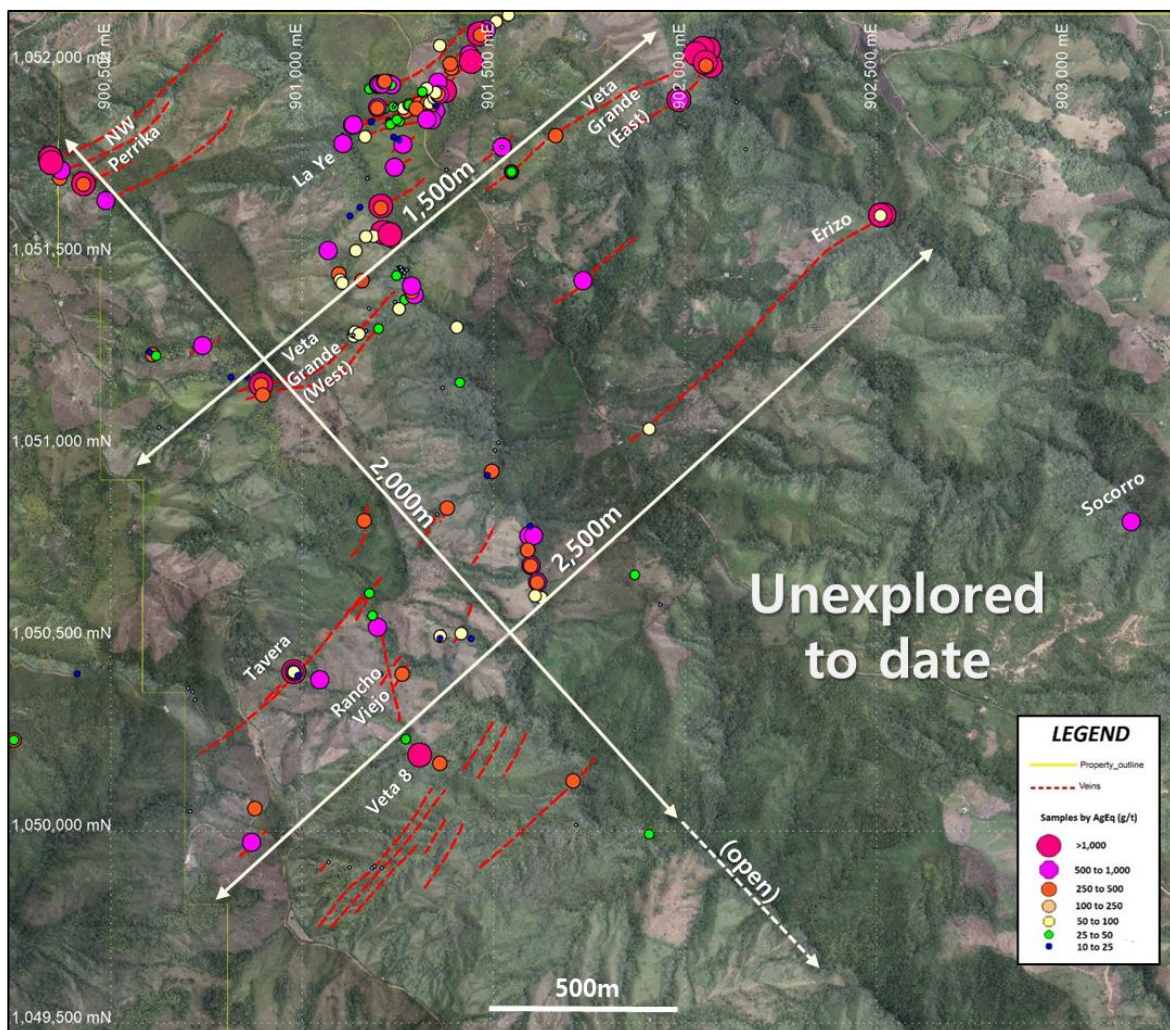 1,052,000 mN
900,500 mE
901,000 mE
901,500 mE
902,000 mE
902,500 mE
903,000 mE
NW
Perrika
La Ye
1,500m
Veta
Grande
(East)
Erizo
1,051,500 mN
Veta
Grande
(West)
1,051,000 mN
2,000m
2,500m
Socorro
Unexplored
to date
1,050,500 mN
Tavera
Rancho
Viejo
Veta 8
1,050,000 mN
(open)
500m
1,049,500 mN
LEGEND
Property_outline
Veins
Samples by AgEq (g/t)
>1,000
500 to 1,000
250 to 500
100 to 250
50 to 100
25 to 50
10 to 25